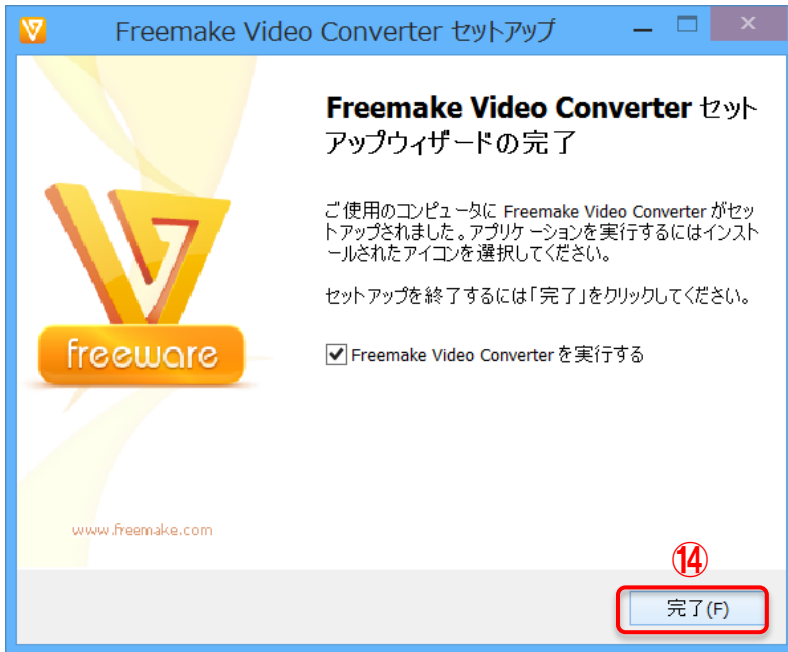 Freemake Video Converter セットアップ
Freemake Video Converter セット
アップウィザードの完了
ご使用のコンピュータに Freemake Video Converter がセッ
トアップされました。アプリケーションを実行するにはインスト
ールされたアイコンを選択してください。
セットアップを終了するには「完了」をクリックしてください。
freeware
Freemake Video Converter を実行する
www.freemake.com
⑭
完了(F)